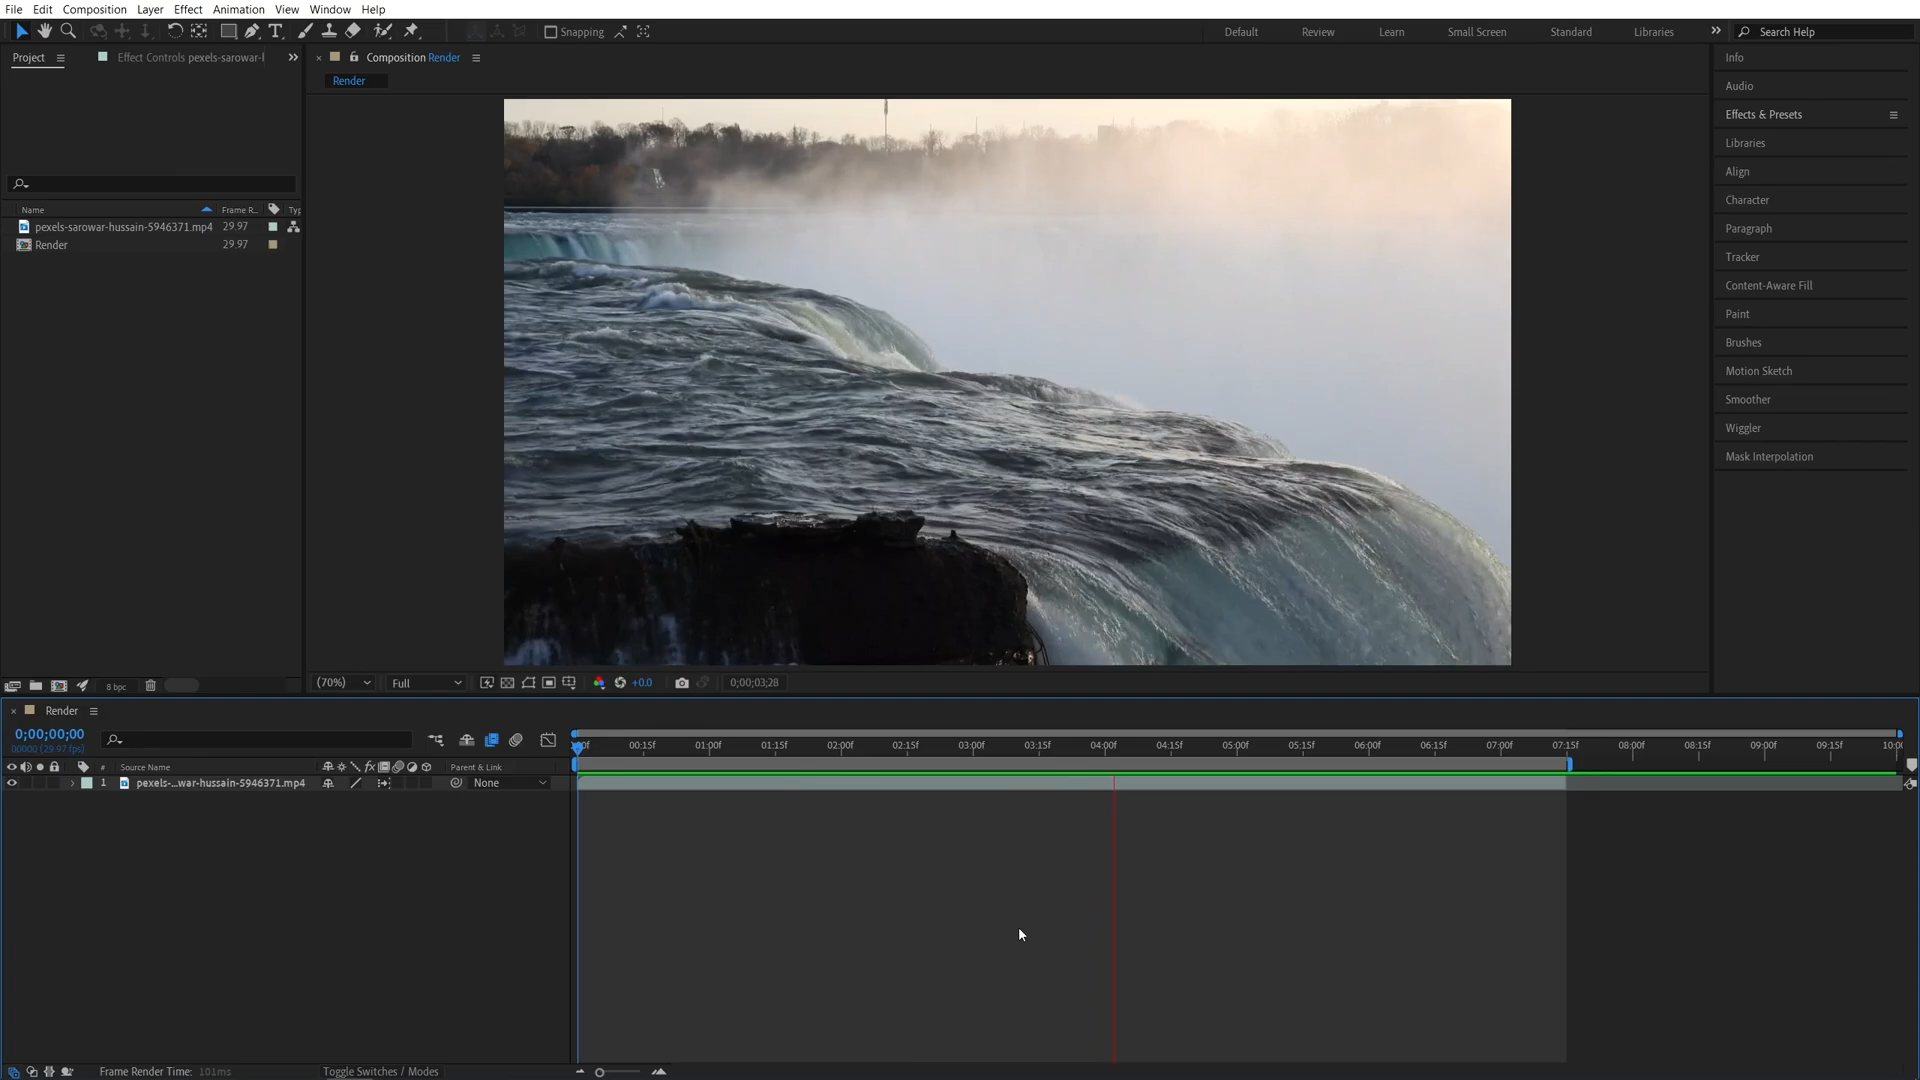 File Edit Composition Layer Effect Animation View Window Help
Snapping
Default Review Learn Small Screen Standard Libraries Search Help
Project
Effect Controls pexels-sarowar-
Composition Render
Render
Info
Audio
Effects & Presets
Libraries
Align
Character
Paragraph
Tracker
Content-Aware Fill
Paint
Brushes
Motion Sketch
Smoother
Wiggler
Mask Interpolation
Name Frame R... Typ
pexels-sarowar-hussain-5946371.mp4 29.97
Render 29.97
8 bpc
(70%) Full +0.0 0;00;03;28
Render
0;00;00;00
00000 (29.97 fps)
:00f 00:15f 01:00f 01:15f 02:00f 02:15f 03:00f 03:15f 04:00f 04:15f 05:00f 05:15f 06:00f 06:15f 07:00f 07:15f 08:00f 08:15f 09:00f 09:15f 10:0
# Source Name fx Parent & Link
1 pexels-...war-hussain-5946371.mp4 None
Frame Render Time: 101ms Toggle Switches / Modes